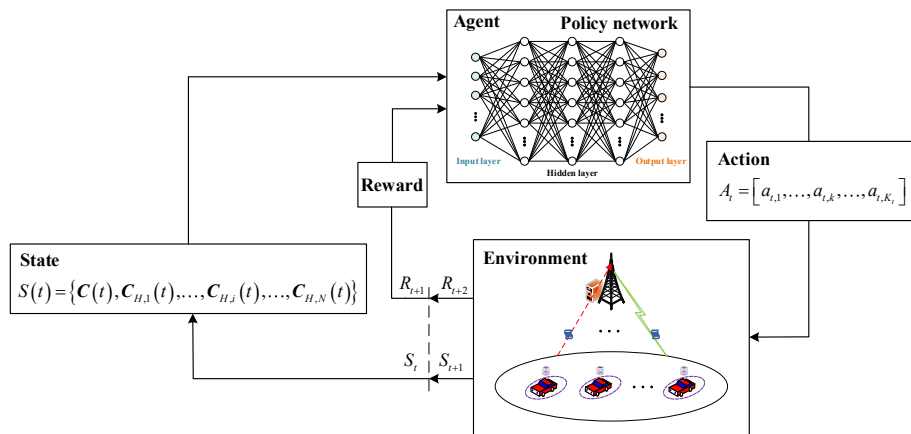 Agent
Policy network
Input layer
Hidden layer
Output layer
Reward
Action
A_t = [a_{t,1},…,a_{t,k},…,a_{t,K_t}]
State
S(t) = {C(t), C_{H,1}(t),…, C_{H,i}(t),…, C_{H,N}(t)}
Environment
R_{t+1}
R_{t+2}
S_t
S_{t+1}